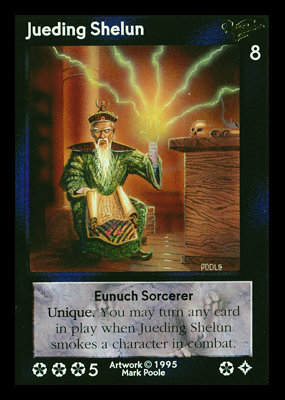 Jueding Shelun
8
POOLE
Eunuch Sorcerer
Unique. You may turn any card
in play when Jueding Shelun
smokes a character in combat.
5
Artwork © 1995
Mark Poole